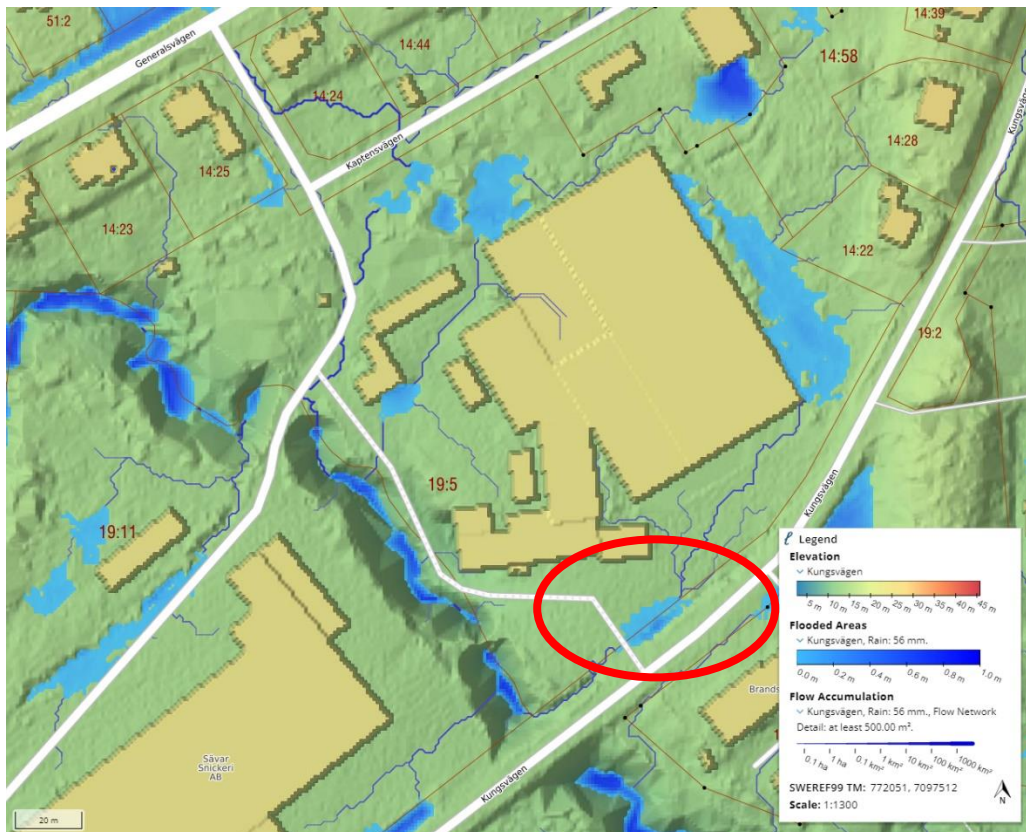 51:2
14:44
14:39
Generalsvägen
14:58
14:24
Kungsvägen
14:28
14:25
Kaptensvägen
14:23
14:22
19:2
19:5
Kungsvägen
19:11
Sävar
Snickeri
AB
Brands
Kungsvägen
Legend
Elevation
Kungsvägen
5 m 10 m 15 m 20 m 25 m 30 m 35 m 40 m 45 m
Flooded Areas
Kungsvägen, Rain: 56 mm.
0.0 m 0.2 m 0.4 m 0.6 m 0.8 m 1.0 m
Flow Accumulation
Kungsvägen, Rain: 56 mm., Flow Network
Detail: at least 500.00 m².
0.1 ha 1 ha 0.1 km² 1 km² 10 km² 100 km² 1000 km²
SWEREF99 TM: 772051, 7097512
Scale: 1:1300
N
20 m